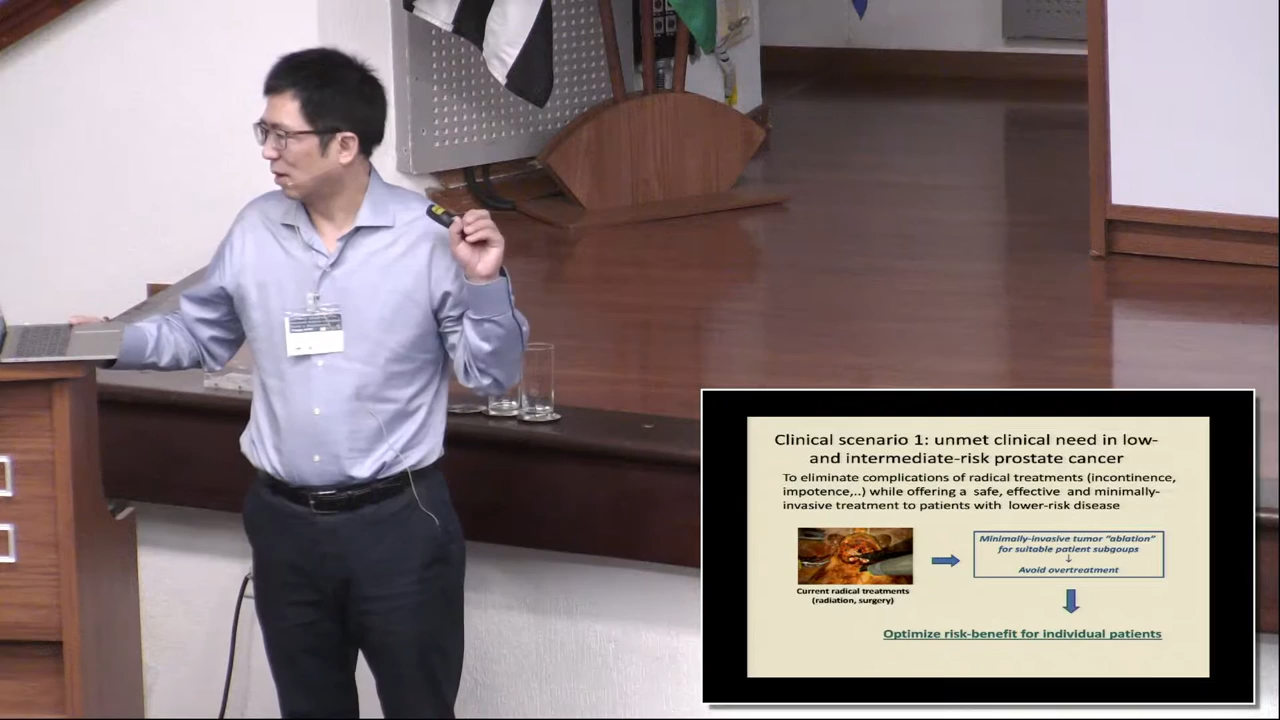 Clinical scenario 1: unmet clinical need in low-
and intermediate-risk prostate cancer
To eliminate complications of radical treatments (incontinence,
impotence,..) while offering a safe, effective and minimally-
invasive treatment to patients with lower-risk disease
Minimally-invasive tumor "ablation"
for suitable patient subgoups
↓
Avoid overtreatment
Current radical treatments
(radiation, surgery)
Optimize risk-benefit for individual patients